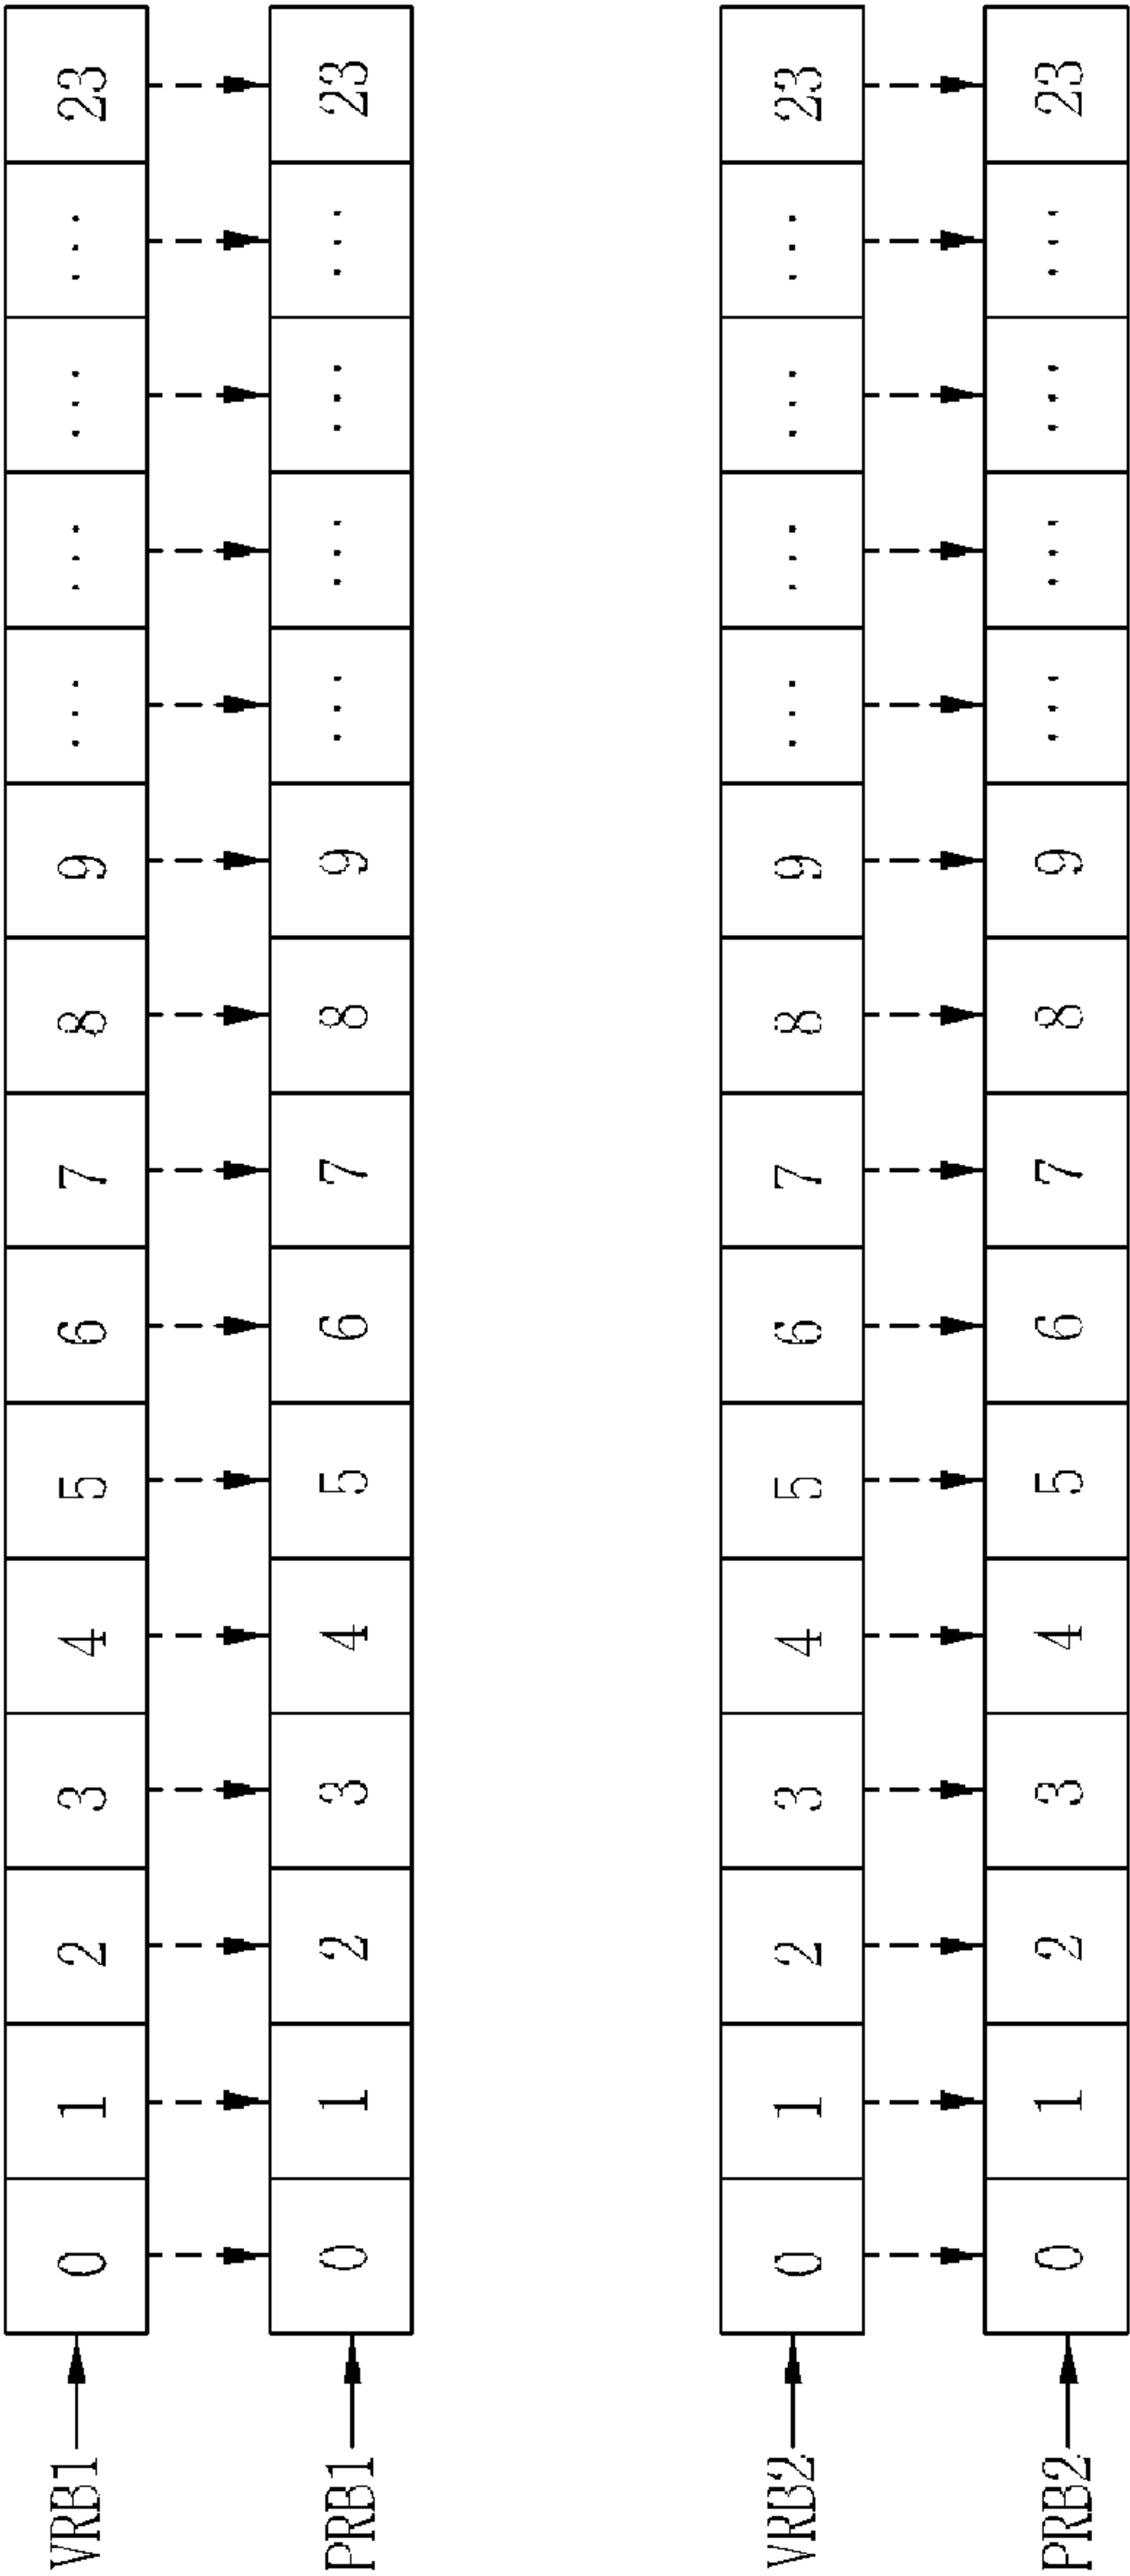 VRB1 0 1 2 3 4 5 6 7 8 9 ... ... ... ... 23
PRB1 0 1 2 3 4 5 6 7 8 9 ... ... ... ... 23
VRB2 0 1 2 3 4 5 6 7 8 9 ... ... ... ... 23
PRB2 0 1 2 3 4 5 6 7 8 9 ... ... ... ... 23